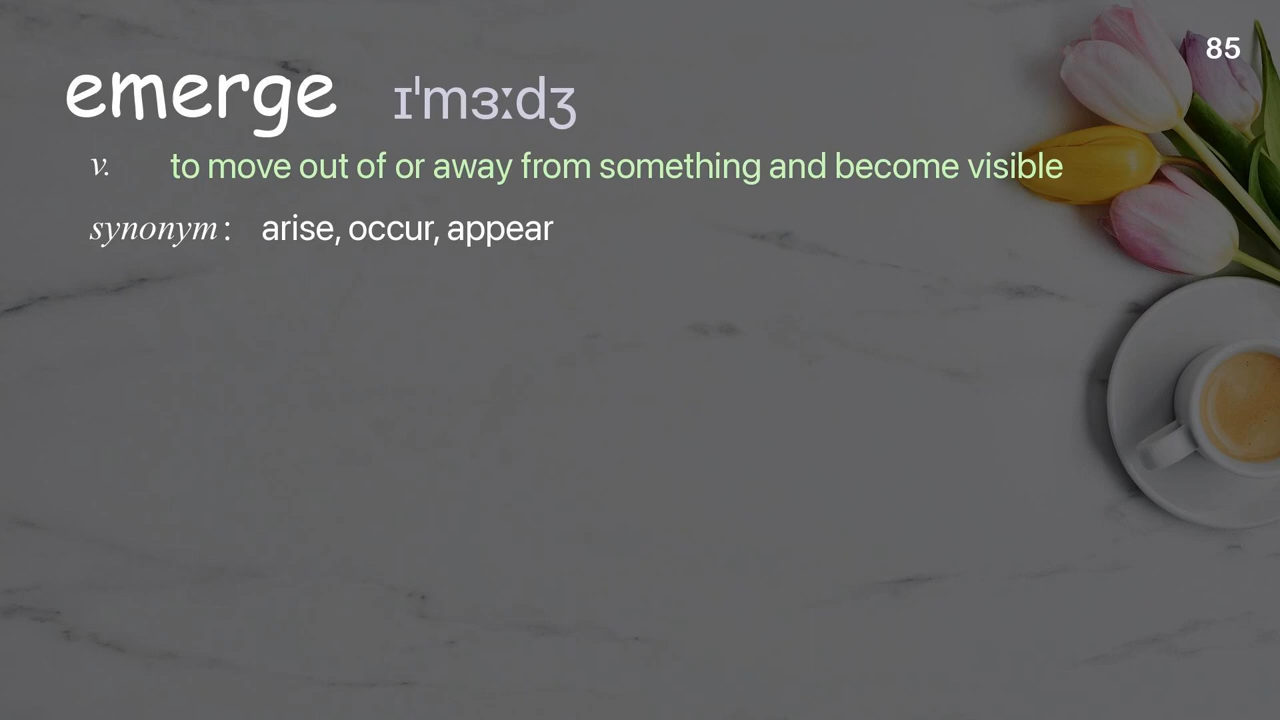 85
emerge ɪˈmɜːdʒ
v. to move out of or away from something and become visible
synonym: arise, occur, appear